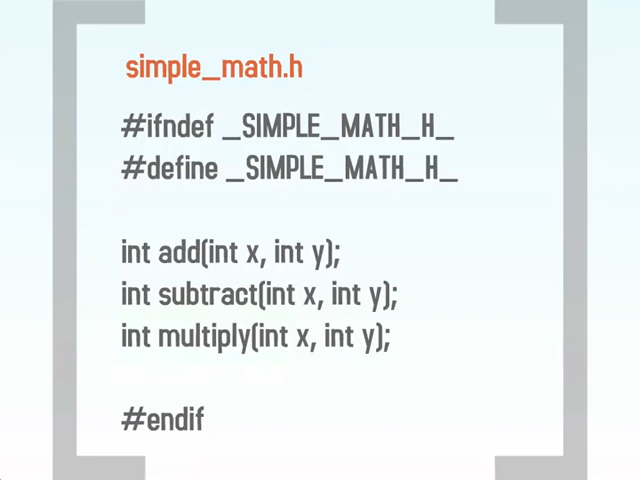 simple_math.h
#ifndef _SIMPLE_MATH_H_
#define _SIMPLE_MATH_H_
int add(int x, int y);
int subtract(int x, int y);
int multiply(int x, int y);
#endif